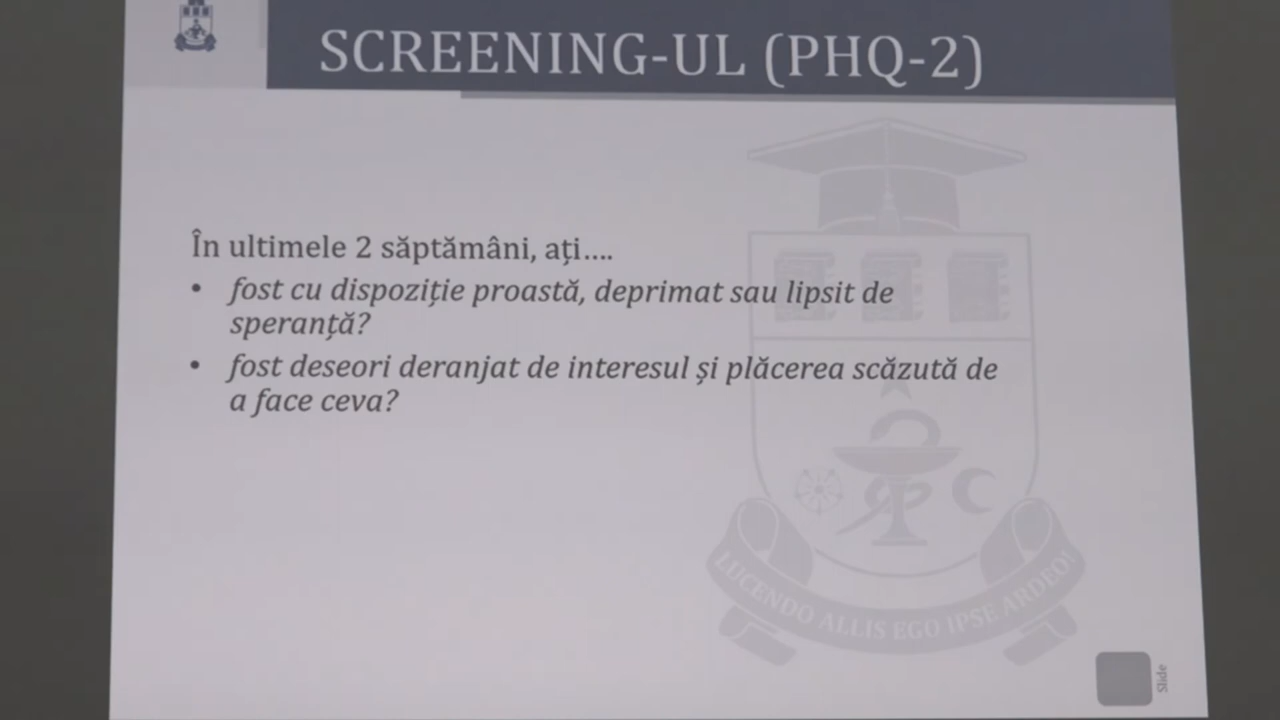 SCREENING-UL (PHQ-2)
În ultimele 2 săptămâni, ați....
• fost cu dispoziție proastă, deprimat sau lipsit de
speranță?
• fost deseori deranjat de interesul și plăcerea scăzută de
a face ceva?
LUCENDO ALLIS EGO IPSE ARDEO!
Slide